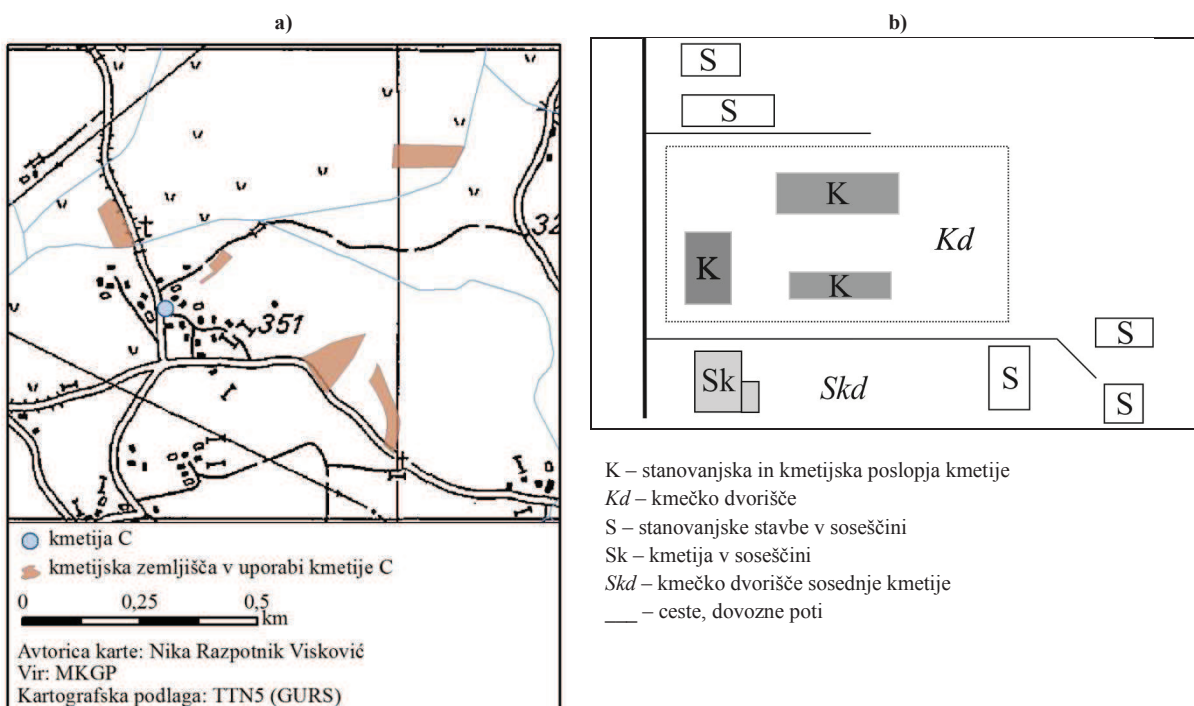 a)
t
32
351
kmetija C
kmetijska zemljišča v uporabi kmetije C
0 0,25 0,5
km
Avtorica karte: Nika Razpotnik Visković
Vir: MKGP
Kartografska podlaga: TTN5 (GURS)
b)
S
S
K
Kd
K
K
S
Sk
Skd
S
S
K – stanovanjska in kmetijska poslopja kmetije
Kd – kmečko dvorišče
S – stanovanjske stavbe v soseščini
Sk – kmetija v soseščini
Skd – kmečko dvorišče sosednje kmetije
___ – ceste, dovozne poti